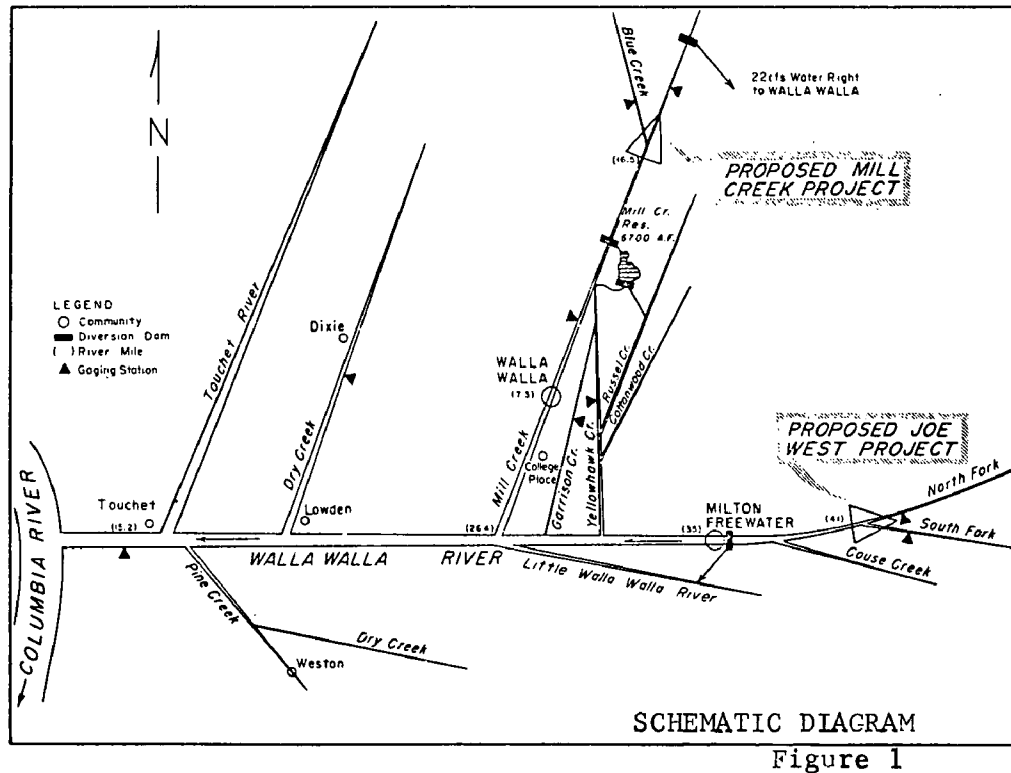 N
Blue Creek
22cfs Water Right
to WALLA WALLA
(16.5)
PROPOSED MILL
CREEK PROJECT
Mill Cr.
Res.
6700 A.F.
LEGEND
Community
Diversion Dam
( ) River Mile
Gaging Station
Touchet River
Dixie
Dry Creek
WALLA
WALLA
(7.3)
Mill Creek
College
Place
Garrison Cr.
Yellowhawk Cr.
Russel Cr.
Cottonwood Cr.
PROPOSED JOE
WEST PROJECT
North Fork
South Fork
Couse Creek
(41)
MILTON
FREEWATER
(35)
Touchet
(15.2)
Lowden
(26.4)
WALLA WALLA RIVER
Little Walla Walla River
COLUMBIA RIVER
Pine Creek
Dry Creek
Weston
SCHEMATIC DIAGRAM
Figure 1